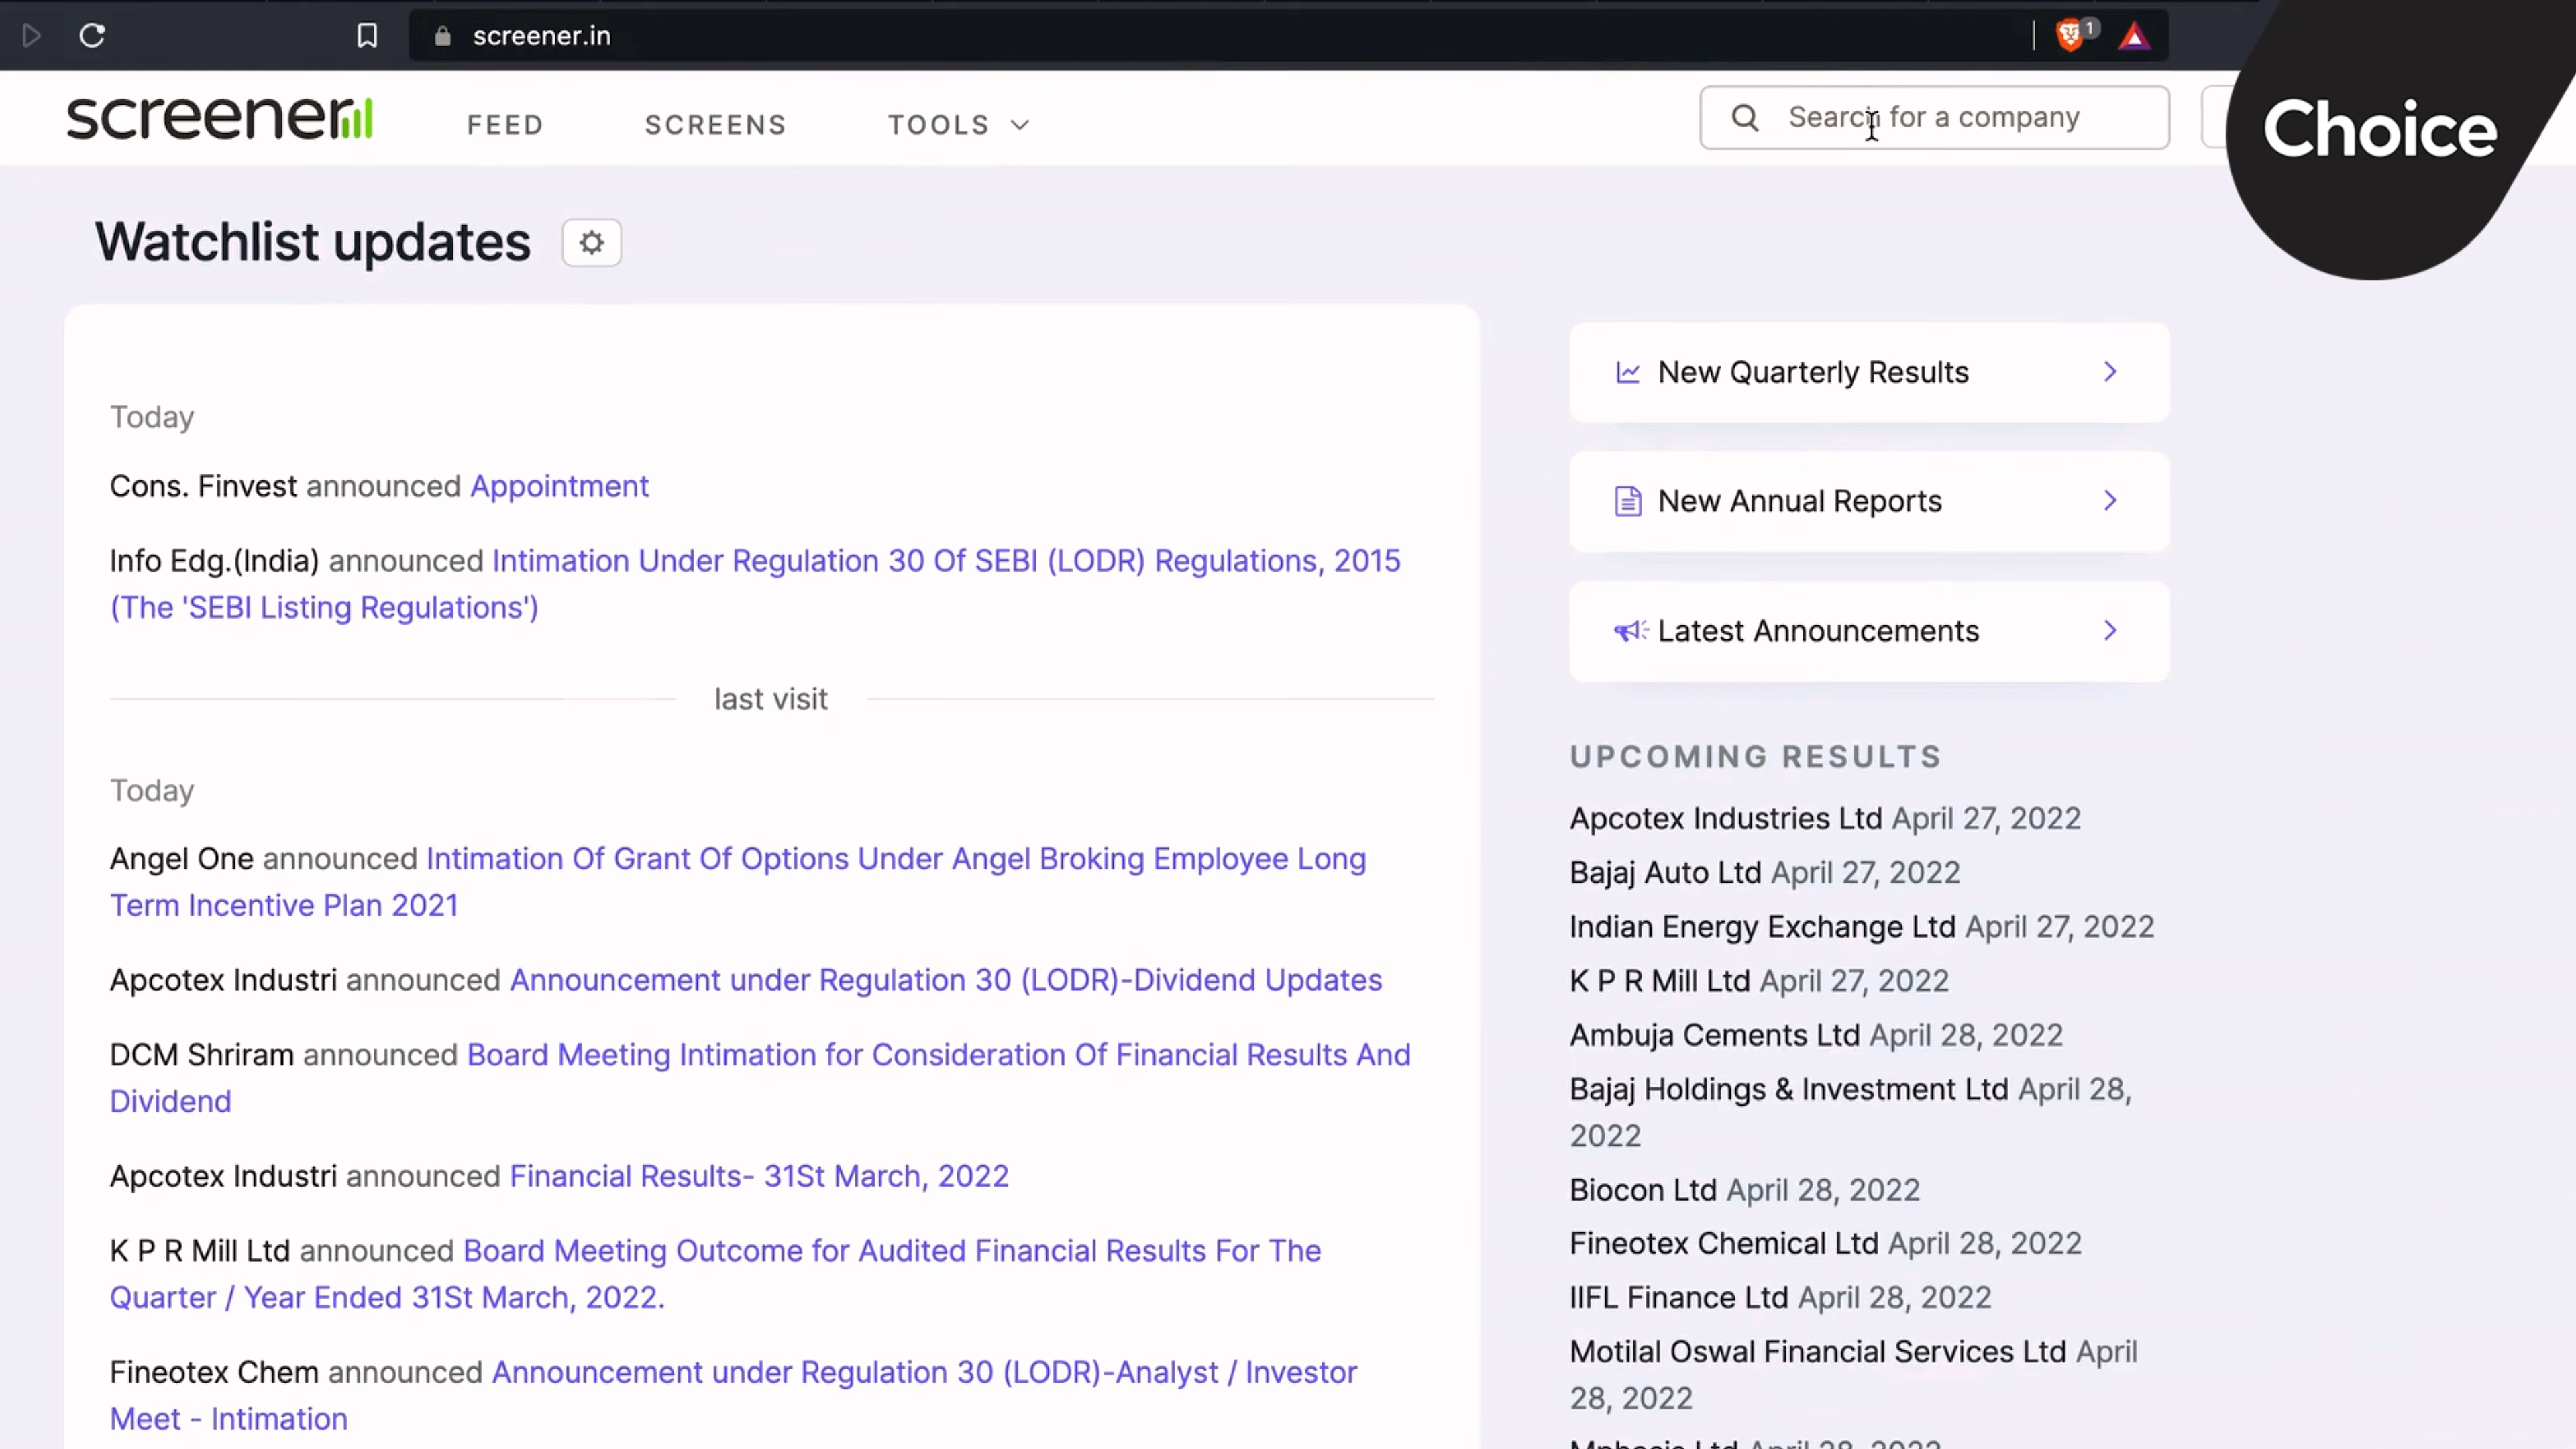 screener.in
1
screener
FEED
SCREENS
TOOLS
Search for a company
Choice
Watchlist updates
Today
Cons. Finvest announced Appointment
Info Edg.(India) announced Intimation Under Regulation 30 Of SEBI (LODR) Regulations, 2015
(The 'SEBI Listing Regulations')
last visit
Today
Angel One announced Intimation Of Grant Of Options Under Angel Broking Employee Long
Term Incentive Plan 2021
Apcotex Industri announced Announcement under Regulation 30 (LODR)-Dividend Updates
DCM Shriram announced Board Meeting Intimation for Consideration Of Financial Results And
Dividend
Apcotex Industri announced Financial Results- 31St March, 2022
K P R Mill Ltd announced Board Meeting Outcome for Audited Financial Results For The
Quarter / Year Ended 31St March, 2022.
Fineotex Chem announced Announcement under Regulation 30 (LODR)-Analyst / Investor
Meet - Intimation
New Quarterly Results
New Annual Reports
Latest Announcements
UPCOMING RESULTS
Apcotex Industries Ltd April 27, 2022
Bajaj Auto Ltd April 27, 2022
Indian Energy Exchange Ltd April 27, 2022
K P R Mill Ltd April 27, 2022
Ambuja Cements Ltd April 28, 2022
Bajaj Holdings & Investment Ltd April 28,
2022
Biocon Ltd April 28, 2022
Fineotex Chemical Ltd April 28, 2022
IIFL Finance Ltd April 28, 2022
Motilal Oswal Financial Services Ltd April
28, 2022